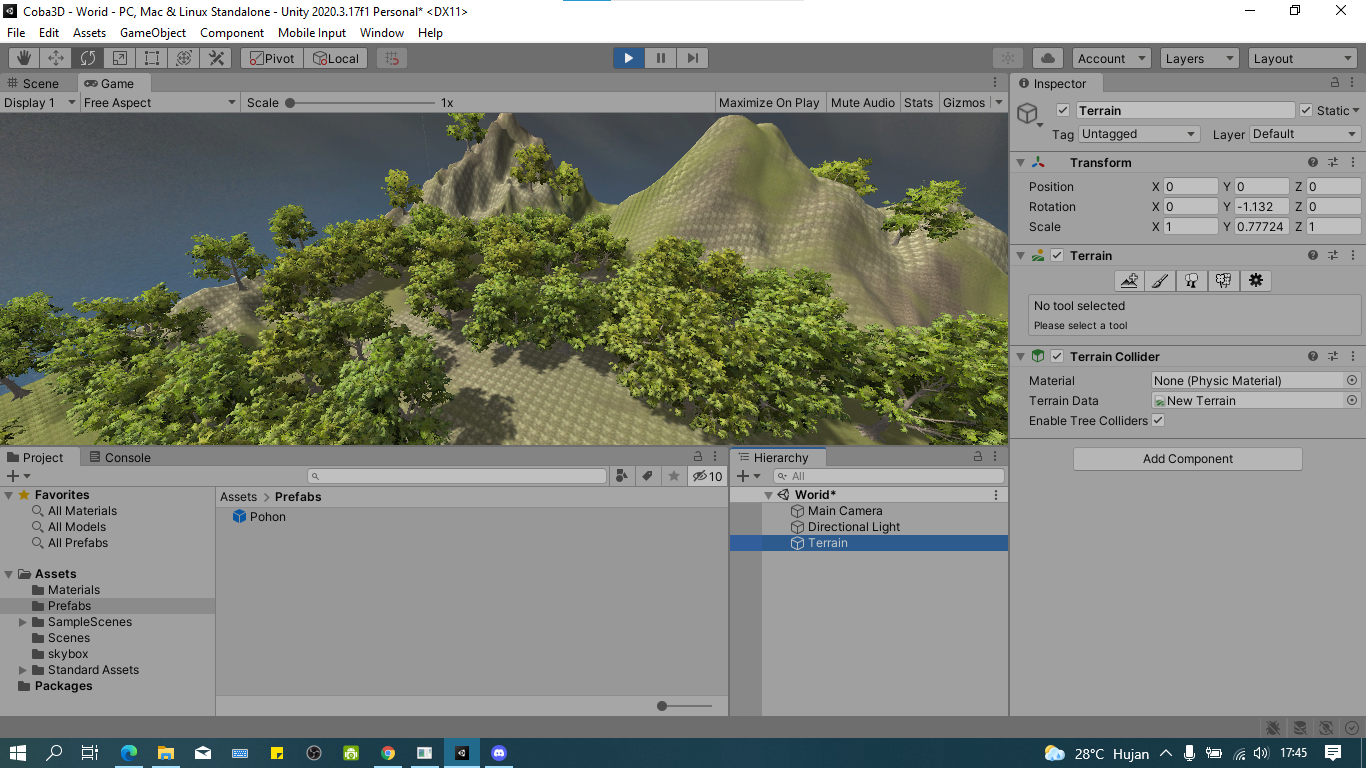 Coba3D - World - PC, Mac & Linux Standalone - Unity 2020.3.17f1 Personal* <DX11>
File Edit Assets GameObject Component Mobile Input Window Help
Pivot Local Account Layers Layout
Scene Game
Display 1 Free Aspect Scale 1x Maximize On Play Mute Audio Stats Gizmos
Inspector
Terrain Static
Tag Untagged Layer Default
Transform
Position X 0 Y 0 Z 0
Rotation X 0 Y -1.132 Z 0
Scale X 1 Y 0.77724 Z 1
Terrain
No tool selected
Please select a tool
Terrain Collider
Material None (Physic Material)
Terrain Data New Terrain
Enable Tree Colliders
Add Component
Project Console
10
Favorites
All Materials
All Models
All Prefabs
Assets
Materials
Prefabs
SampleScenes
Scenes
skybox
Standard Assets
Packages
Assets > Prefabs
Pohon
Hierarchy
All
World*
Main Camera
Directional Light
Terrain
28°C Hujan 17:45